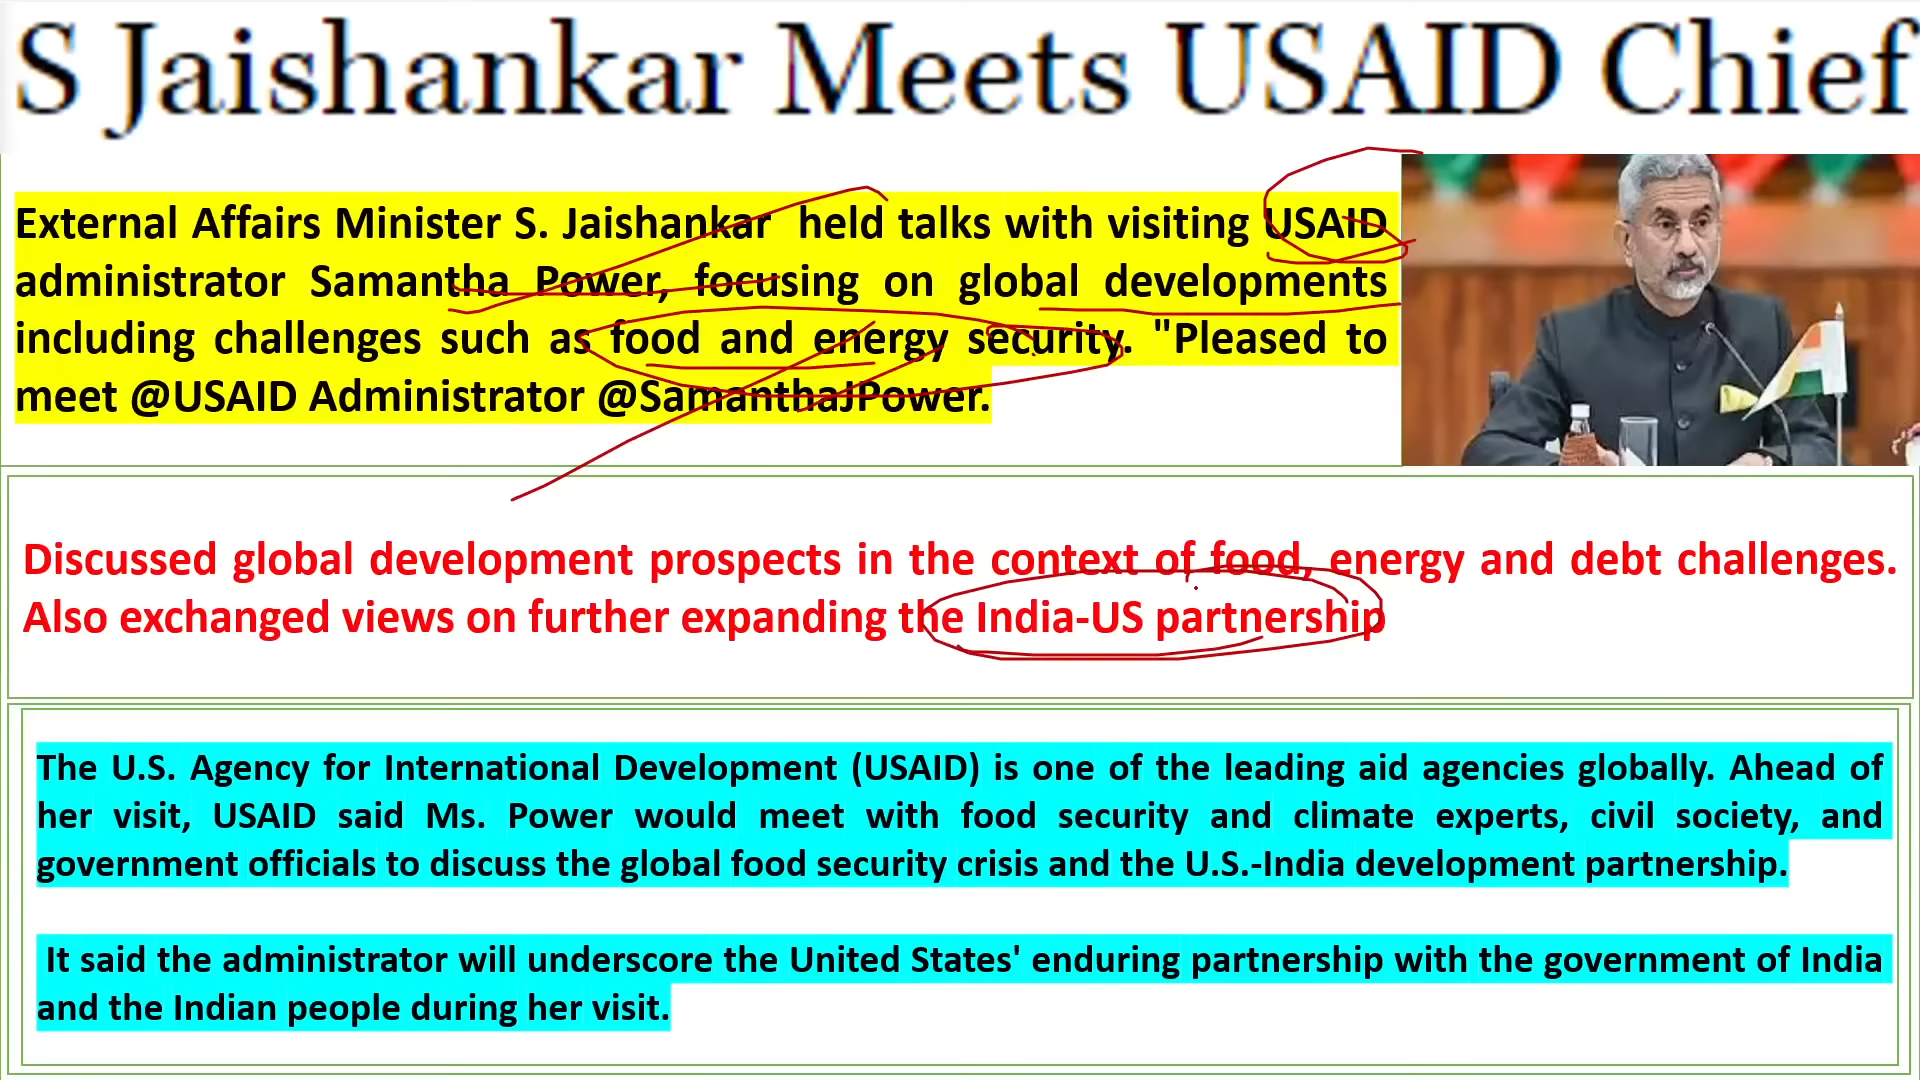 S Jaishankar Meets USAID Chief
External Affairs Minister S. Jaishankar held talks with visiting USAID
administrator Samantha Power, focusing on global developments
including challenges such as food and energy security. "Pleased to
meet @USAID Administrator @SamanthaJPower.
Discussed global development prospects in the context of food, energy and debt challenges.
Also exchanged views on further expanding the India-US partnership
The U.S. Agency for International Development (USAID) is one of the leading aid agencies globally. Ahead of
her visit, USAID said Ms. Power would meet with food security and climate experts, civil society, and
government officials to discuss the global food security crisis and the U.S.-India development partnership.
It said the administrator will underscore the United States' enduring partnership with the government of India
and the Indian people during her visit.